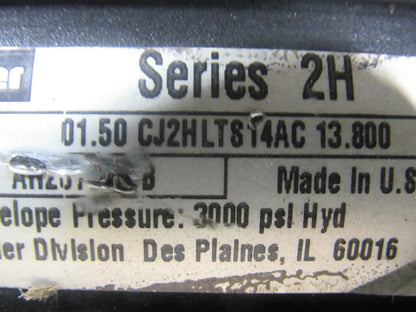 Series 2H
01.50 CJ2HLTS14AC 13.800
Made In U.S
elope Pressure: 3000 psi Hyd
er Division Des Plaines, IL 60016